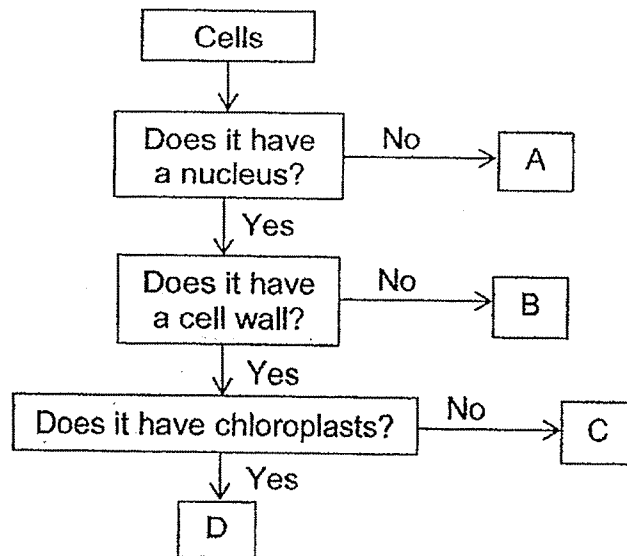 Cells
Does it have
a nucleus?
No
A
Yes
Does it have
a cell wall?
No
B
Yes
Does it have chloroplasts?
No
C
Yes
D